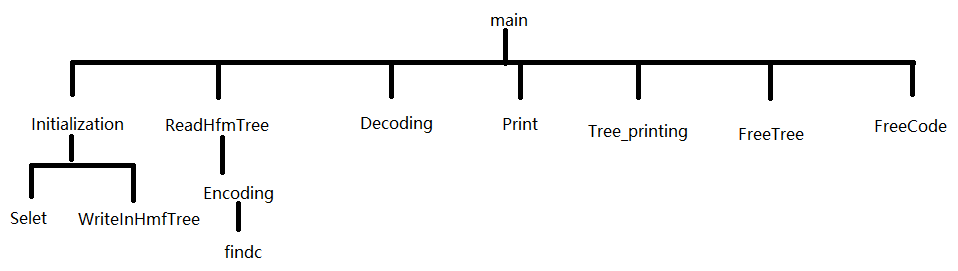 main
Initialization
ReadHfmTree
Decoding
Print
Tree_printing
FreeTree
FreeCode
Encoding
Selet
WriteInHmfTree
findc